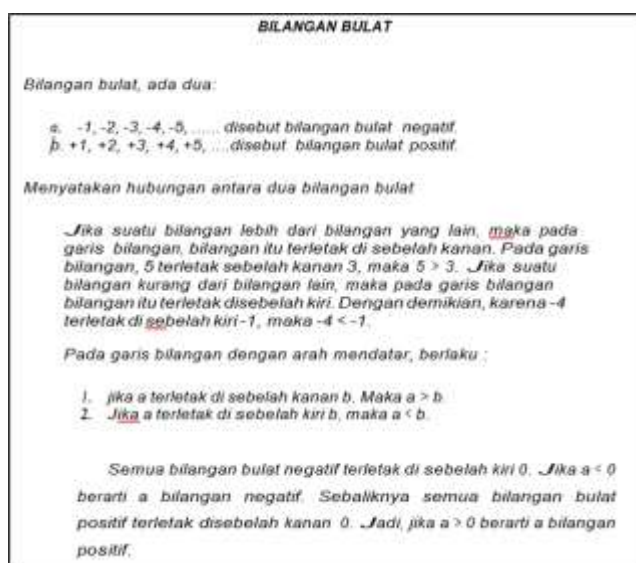 BILANGAN BULAT
Bilangan bulat, ada dua:
a. -1, -2, -3, -4, -5, ...... disebut bilangan bulat negatif.
b. +1, +2, +3, +4, +5, ....disebut bilangan bulat positif.
Menyatakan hubungan antara dua bilangan bulat
Jika suatu bilangan lebih dari bilangan yang lain, maka pada
garis bilangan, bilangan itu terletak di sebelah kanan. Pada garis
bilangan, 5 terletak sebelah kanan 3, maka 5 > 3. Jika suatu
bilangan kurang dari bilangan lain, maka pada garis bilangan
bilangan itu terletak disebelah kiri. Dengan demikian, karena -4
terletak di sebelah kiri -1, maka -4 < -1.
Pada garis bilangan dengan arah mendatar, berlaku :
1. jika a terletak di sebelah kanan b. Maka a > b.
2. Jika a terletak di sebelah kiri b, maka a < b.
Semua bilangan bulat negatif terletak di sebelah kiri 0. Jika a < 0
berarti a bilangan negatif. Sebaliknya semua bilangan bulat
positif terletak disebelah kanan 0. Jadi, jika a > 0 berarti a bilangan
positif.